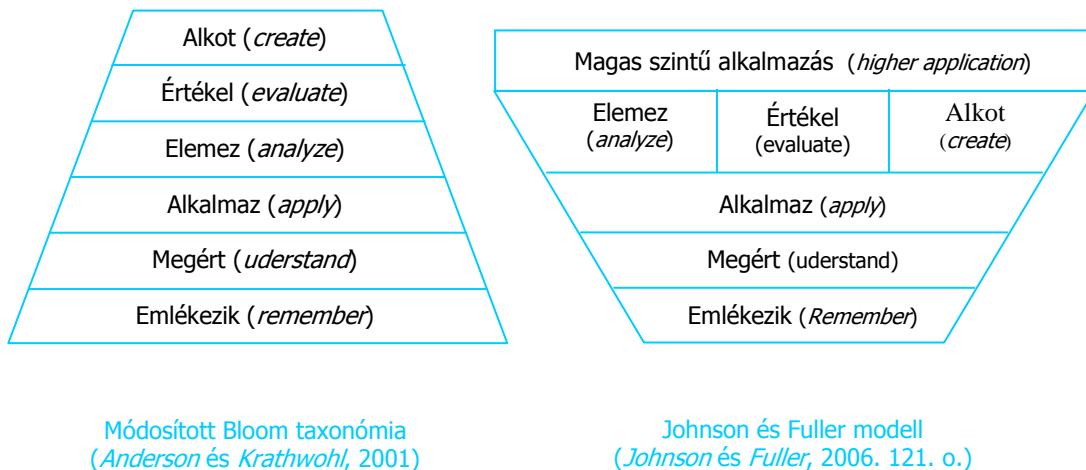 Alkot (create)
Értékel (evaluate)
Elemez (analyze)
Alkalmaz (apply)
Megért (uderstand)
Emlékezik (remember)
Módosított Bloom taxonómia
(Anderson és Krathwohl, 2001)
Magas szintű alkalmazás (higher application)
Elemez
(analyze)
Értékel
(evaluate)
Alkot
(create)
Alkalmaz (apply)
Megért (uderstand)
Emlékezik (Remember)
Johnson és Fuller modell
(Johnson és Fuller, 2006. 121. o.)